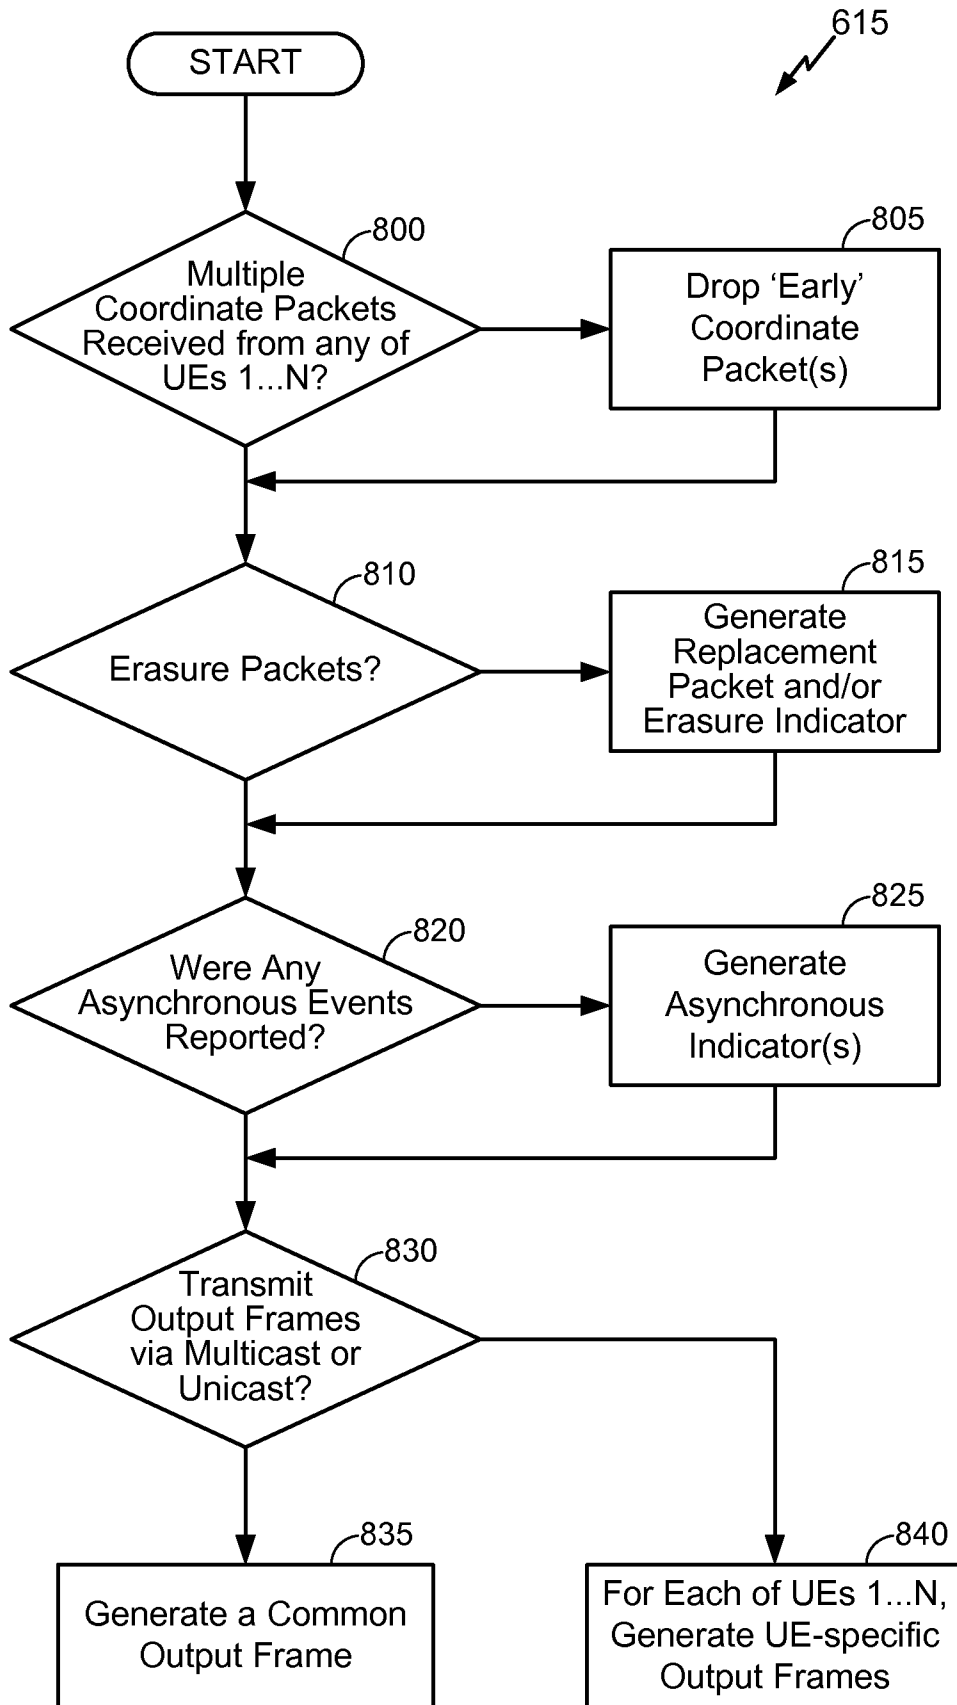 615
START
800
Multiple
Coordinate Packets
Received from any of
UEs 1...N?
805
Drop ‘Early’
Coordinate
Packet(s)
810
Erasure Packets?
815
Generate
Replacement
Packet and/or
Erasure Indicator
820
Were Any
Asynchronous Events
Reported?
825
Generate
Asynchronous
Indicator(s)
830
Transmit
Output Frames
via Multicast or
Unicast?
835
Generate a Common
Output Frame
840
For Each of UEs 1...N,
Generate UE-specific
Output Frames